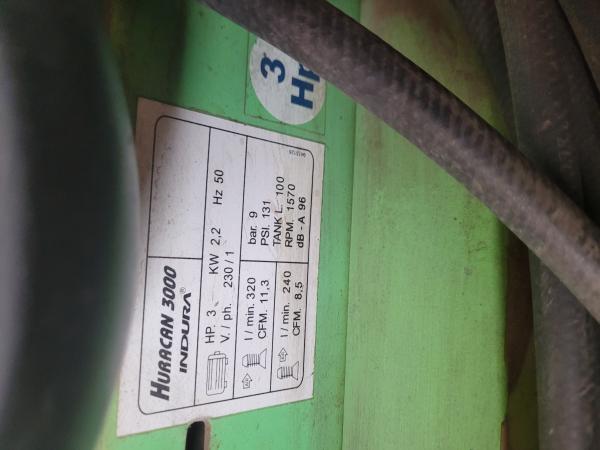 3
Hp
HURACAN 3000
INDURA®
HP. 3 KW 2,2 Hz 50
V. / ph. 230 / 1
l / min. 320
CFM. 11,3
l / min. 240
CFM. 8,5
bar. 9
PSI. 131
TANK L. 100
RPM. 1570
dB - A 96